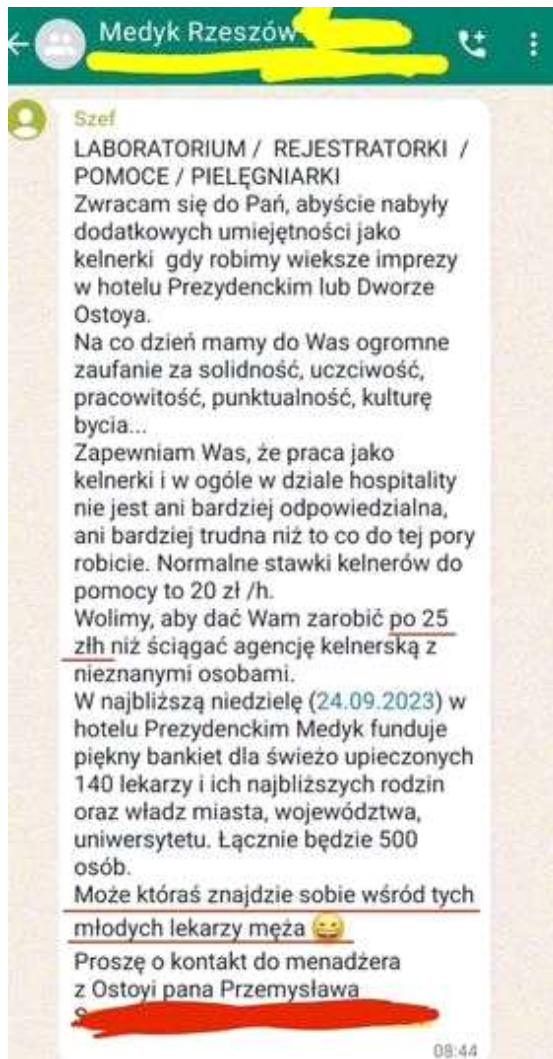 Medyk Rzeszów
Szef
LABORATORIUM / REJESTRATORKI /
POMOCE / PIELĘGNIARKI
Zwracam się do Pań, abyście nabyły
dodatkowych umiejętności jako
kelnerki gdy robimy wieksze imprezy
w hotelu Prezydenckim lub Dworze
Ostoya.
Na co dzień mamy do Was ogromne
zaufanie za solidność, uczciwość,
pracowitość, punktualność, kulturę
bycia...
Zapewniam Was, że praca jako
kelnerki i w ogóle w dziale hospitality
nie jest ani bardziej odpowiedzialna,
ani bardziej trudna niż to co do tej pory
robicie. Normalne stawki kelnerów do
pomocy to 20 zł /h.
Wolimy, aby dać Wam zarobić po 25
złh niż ściągać agencję kelnerską z
nieznanymi osobami.
W najbliższą niedzielę (24.09.2023) w
hotelu Prezydenckim Medyk funduje
piękny bankiet dla świeżo upieczonych
140 lekarzy i ich najbliższych rodzin
oraz władz miasta, województwa,
uniwersytetu. Łącznie będzie 500
osób.
Może któraś znajdzie sobie wśród tych
młodych lekarzy męża 😄
Proszę o kontakt do menadżera
z Ostoyi pana Przemysława
08:44